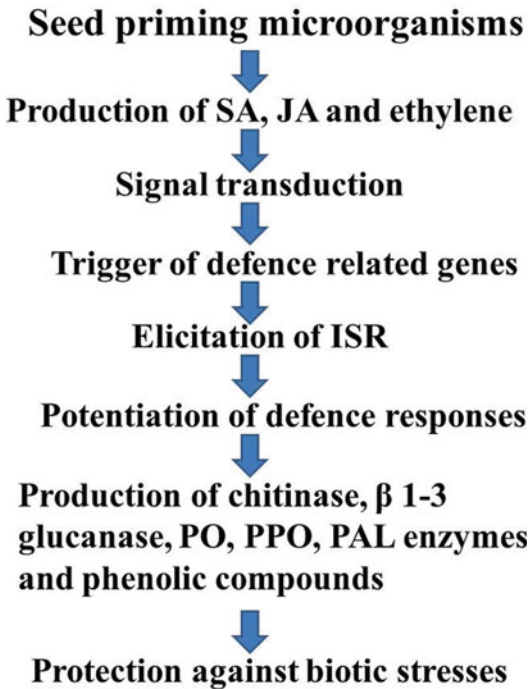 Seed priming microorganisms
Production of SA, JA and ethylene
Signal transduction
Trigger of defence related genes
Elicitation of ISR
Potentiation of defence responses
Production of chitinase, β 1-3
glucanase, PO, PPO, PAL enzymes
and phenolic compounds
Protection against biotic stresses